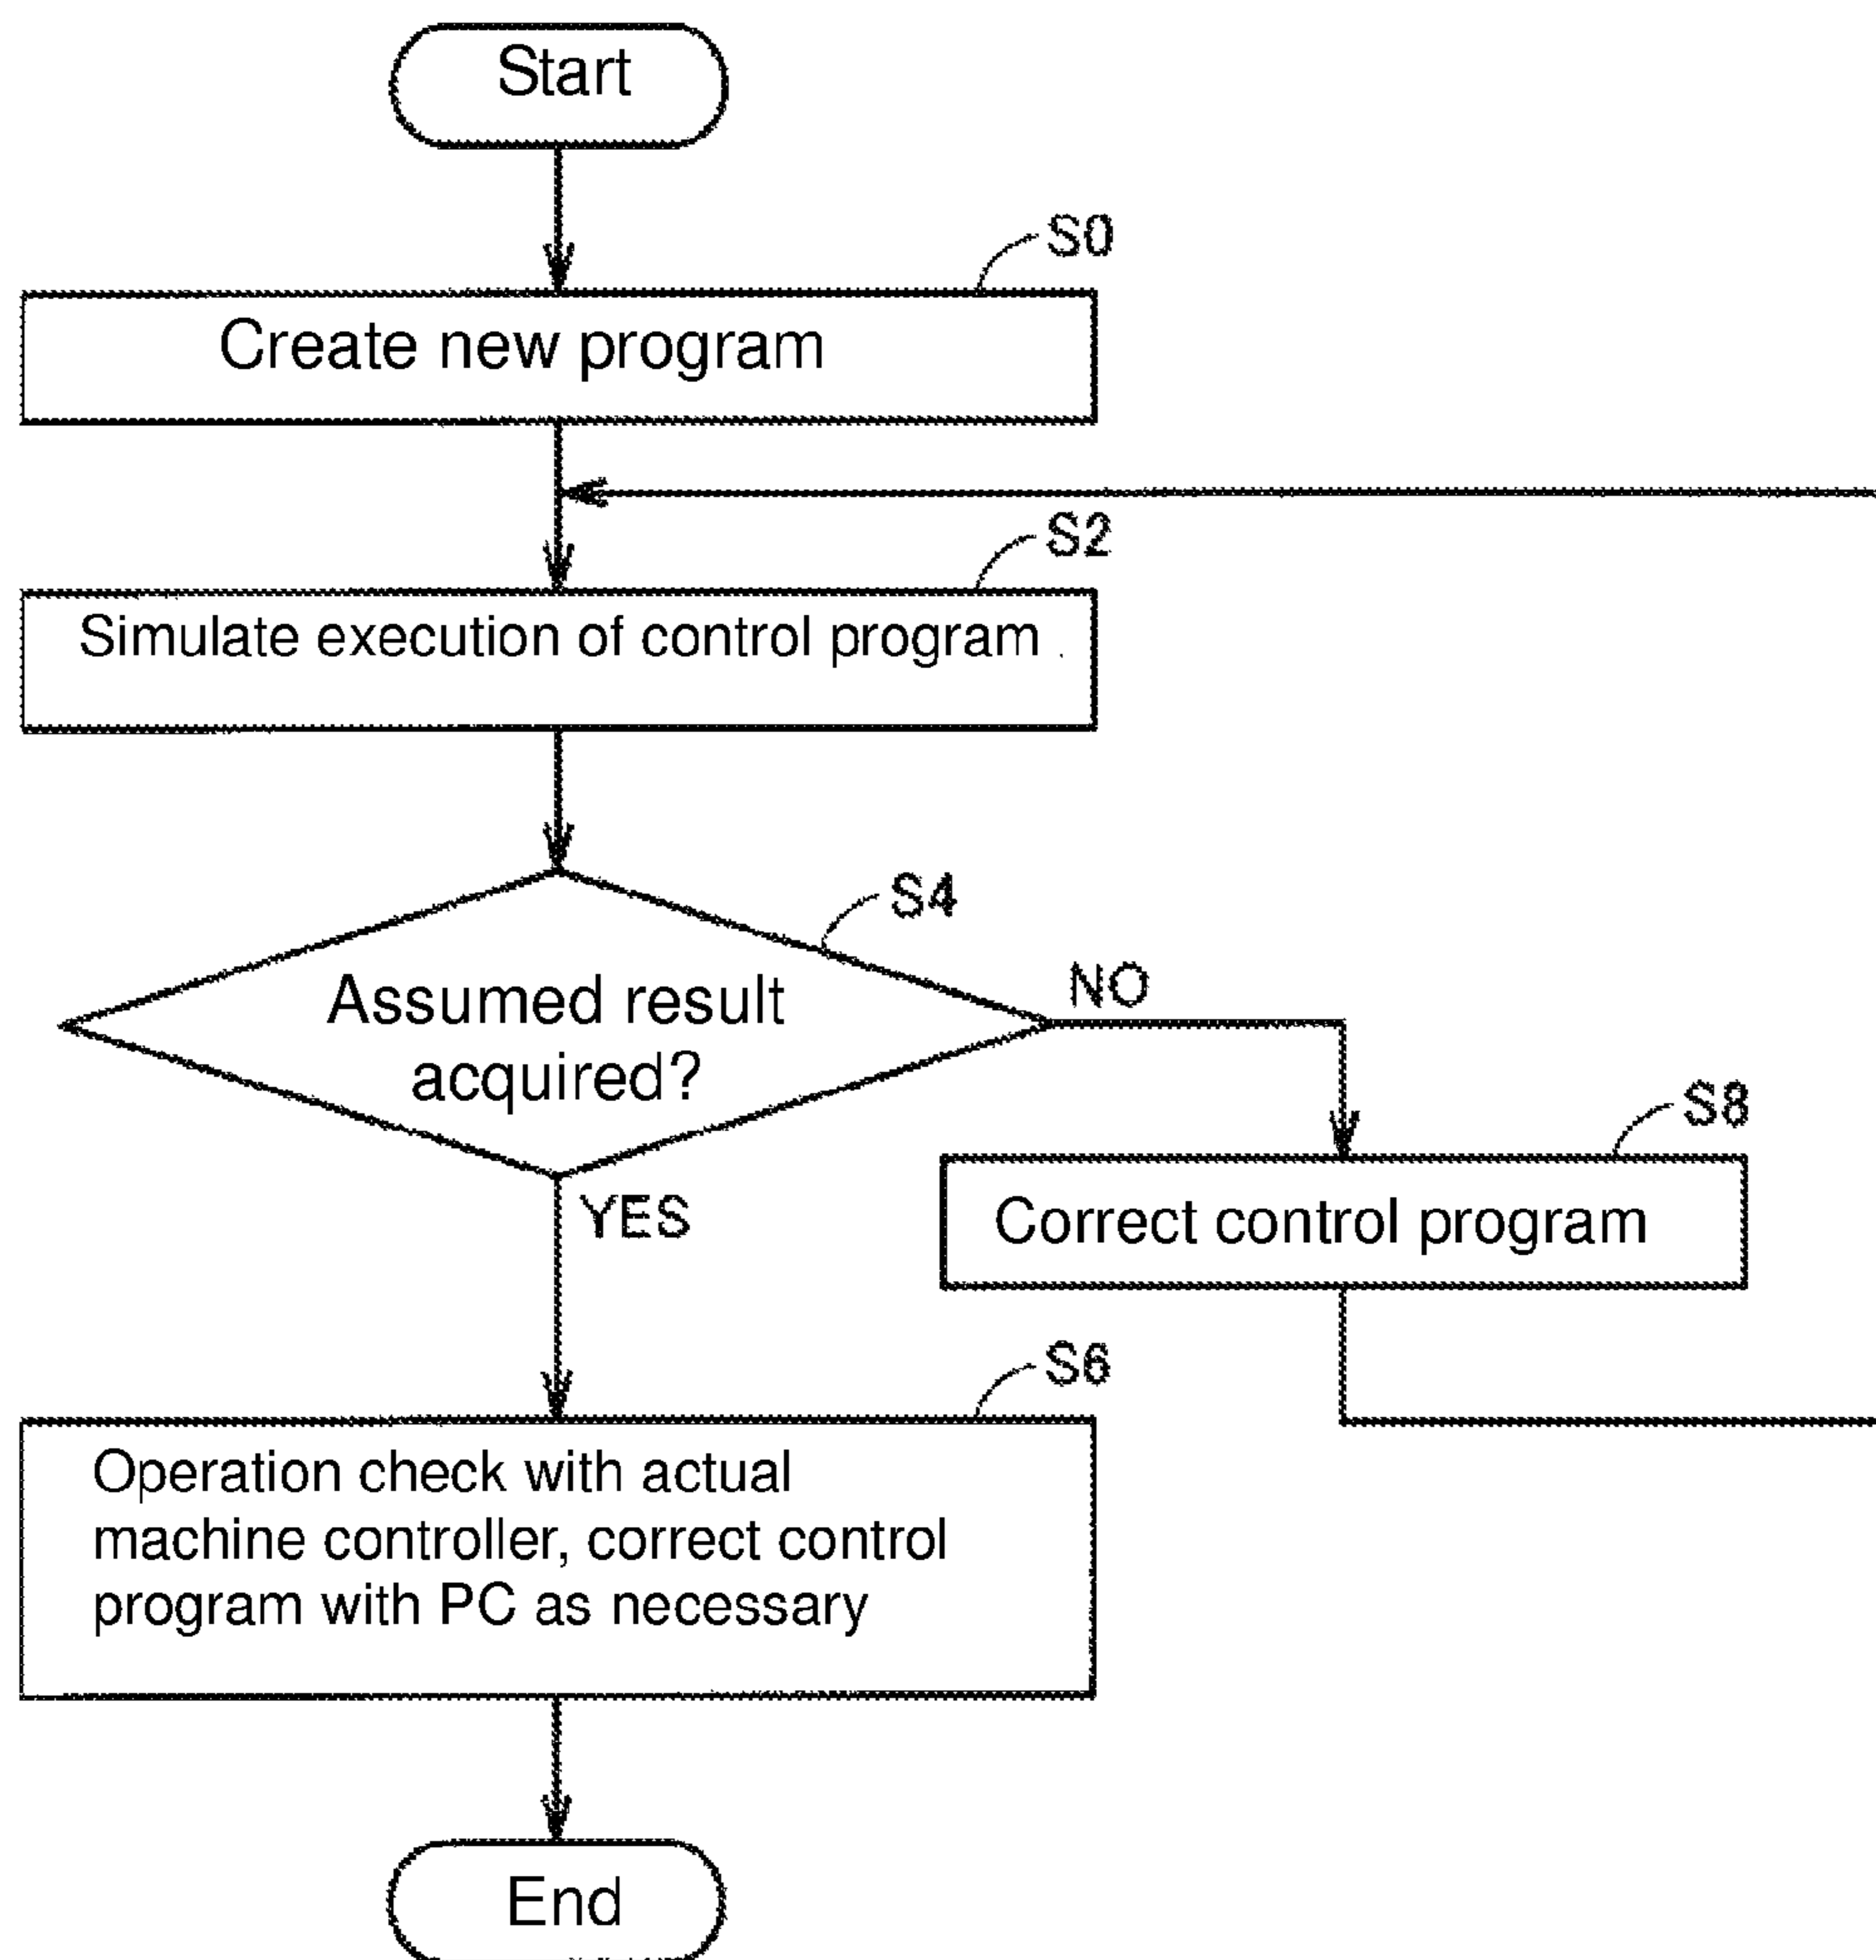 Start
S0
Create new program
S2
Simulate execution of control program
S4
Assumed result
acquired?
NO
S8
Correct control program
YES
S6
Operation check with actual
machine controller, correct control
program with PC as necessary
End